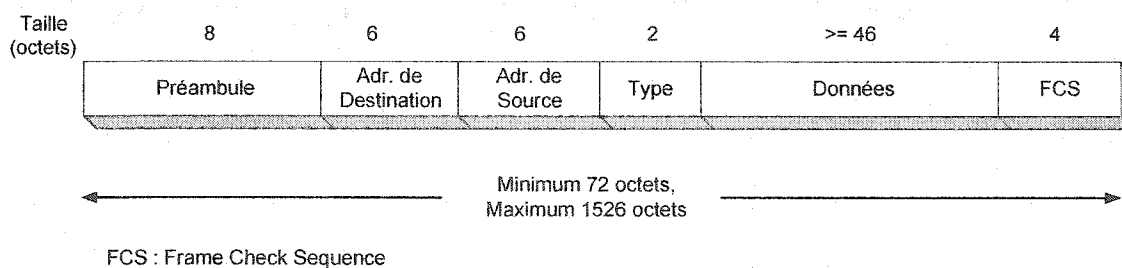 Taille
(octets)
8 6 6 2 >= 46 4
Préambule
Adr. de
Destination
Adr. de
Source
Type
Données
FCS
Minimum 72 octets,
Maximum 1526 octets
FCS : Frame Check Sequence